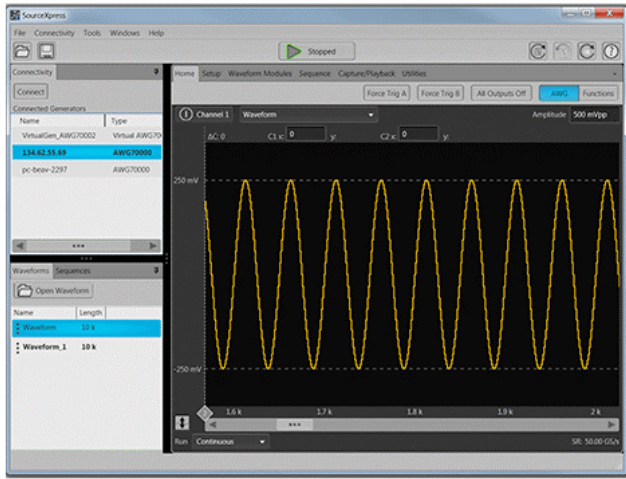 SourceXpress
File Connectivity Tools Windows Help
Stopped
Connectivity
Connect
Connected Generators
Name Type
VirtualGen_AWG70002 Virtual AWG70
134.62.55.69 AWG70000
pc-beav-2297 AWG70000
Waveforms Sequences
Open Waveform
Name Length
Waveform 10 k
Waveform_1 10 k
Home Setup Waveform Modules Sequence Capture/Playback Utilities
Force Trig A Force Trig B All Outputs Off AWG Functions
Channel 1 Waveform Amplitude 500 mVpp
ΔC: 0 C1 x: 0 y: C2 x: 0 y:
250 mV
-250 mV
1.6 k 1.7 k 1.8 k 1.9 k 2 k
Run Continuous SR: 50.00 GS/s